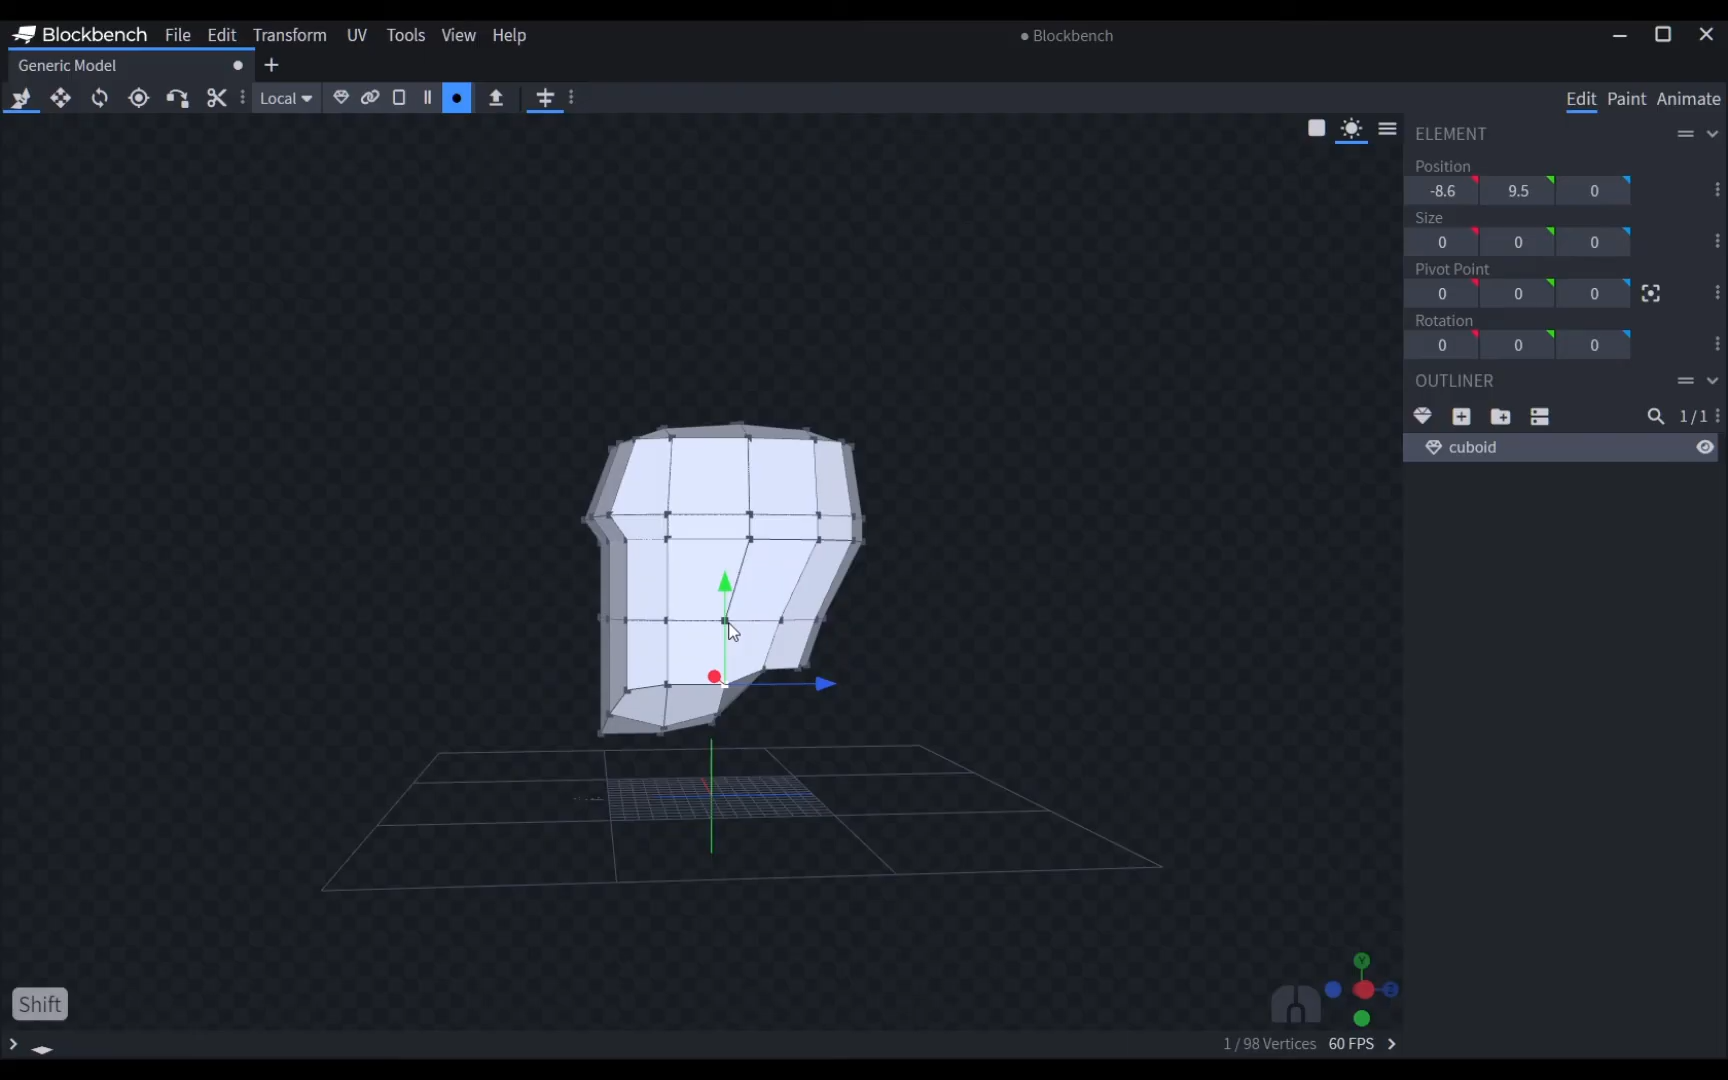 Blockbench File Edit Transform UV Tools View Help
● Blockbench
Generic Model
Local
Edit Paint Animate
ELEMENT
Position
-8.6 9.5 0
Size
0 0 0
Pivot Point
0 0 0
Rotation
0 0 0
OUTLINER
1/1
cuboid
Y
Z
Shift
1/98 Vertices 60 FPS